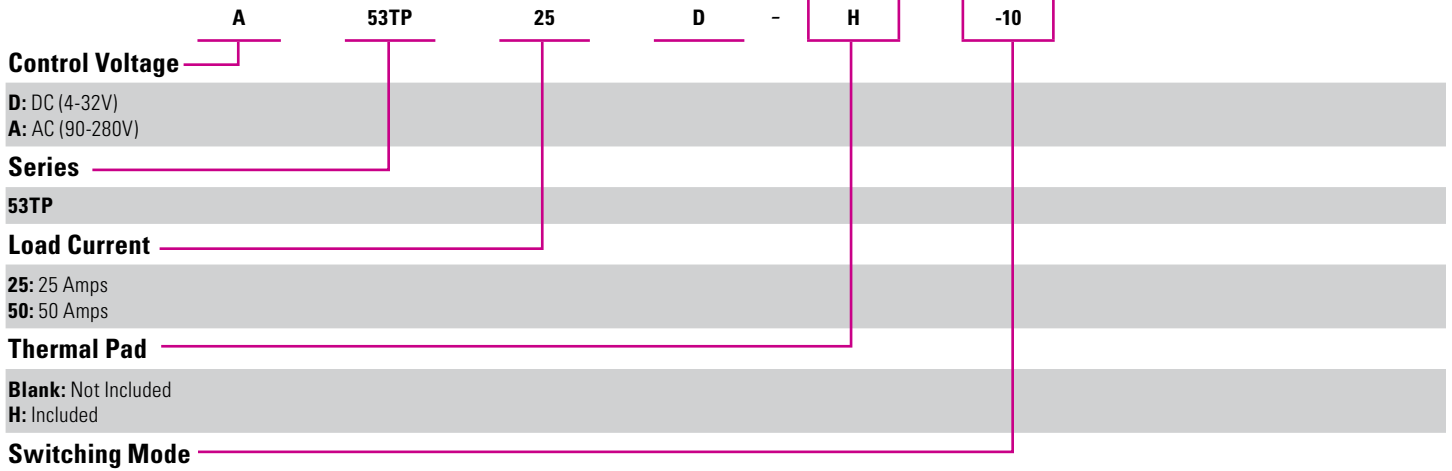 A 53TP 25 D - H -10
Control Voltage
D: DC (4-32V)
A: AC (90-280V)
Series
53TP
Load Current
25: 25 Amps
50: 50 Amps
Thermal Pad
Blank: Not Included
H: Included
Switching Mode